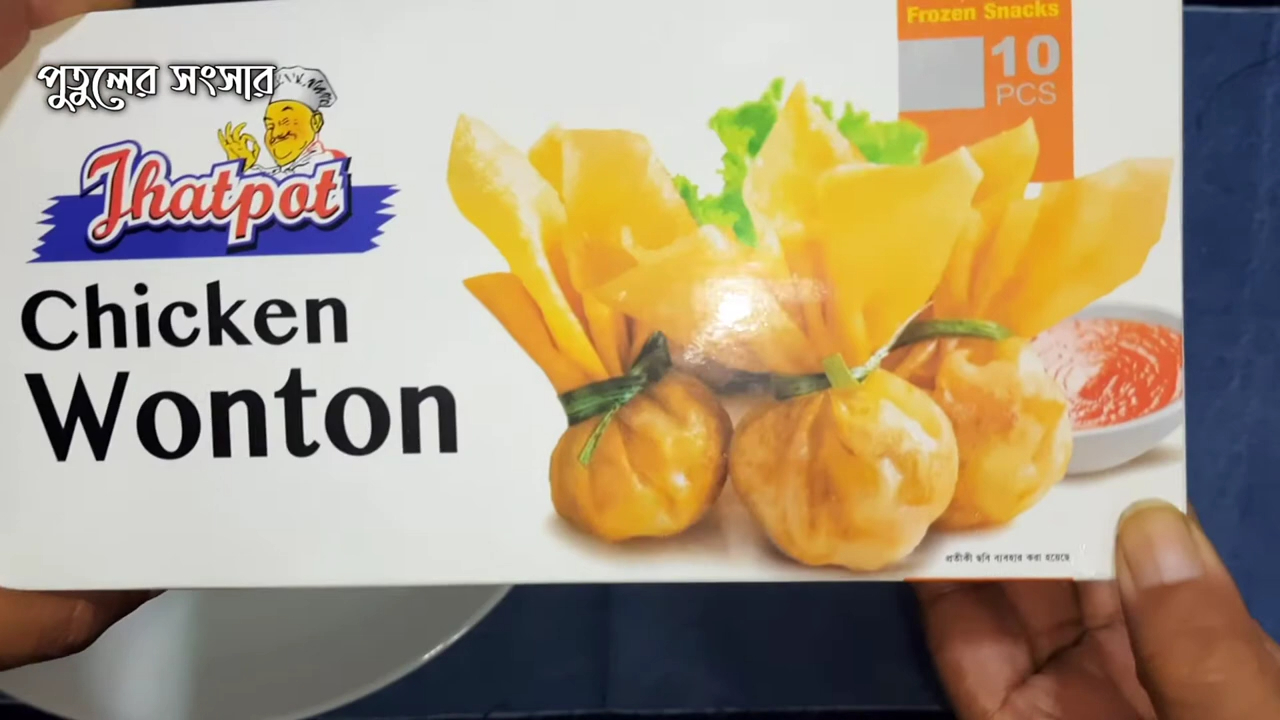 পুতুলের সংসার
Jhatpot
Chicken
Wonton
Frozen Snacks
10
PCS
প্রতীকী ছবি ব্যবহার করা হয়েছে